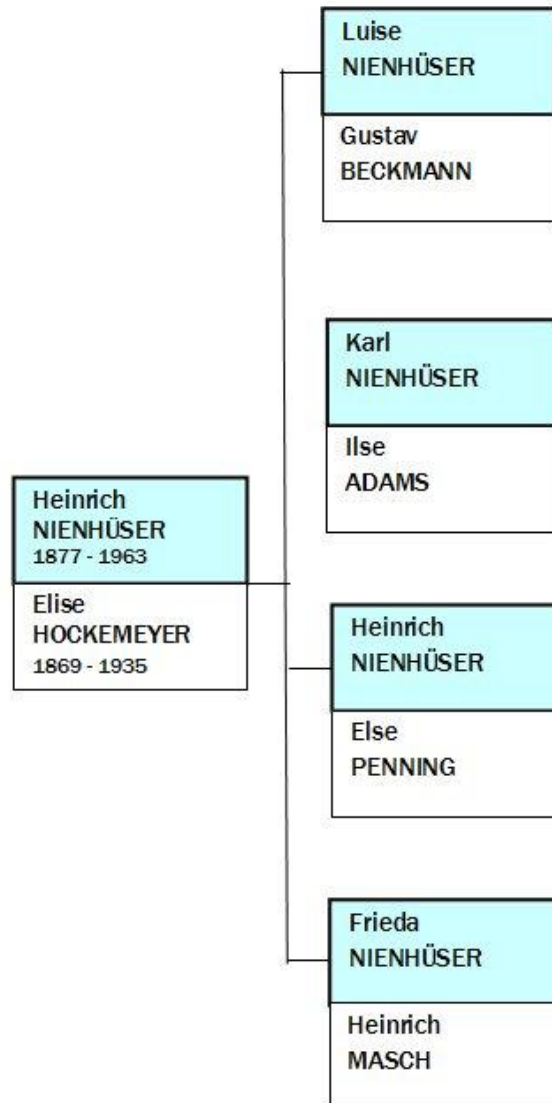 Luise
NIENHÜSER
Gustav
BECKMANN
Karl
NIENHÜSER
Ilse
ADAMS
Heinrich
NIENHÜSER
1877 - 1963
Elise
HOCKEMEYER
1869 - 1935
Heinrich
NIENHÜSER
Else
PENNING
Frieda
NIENHÜSER
Heinrich
MASCH